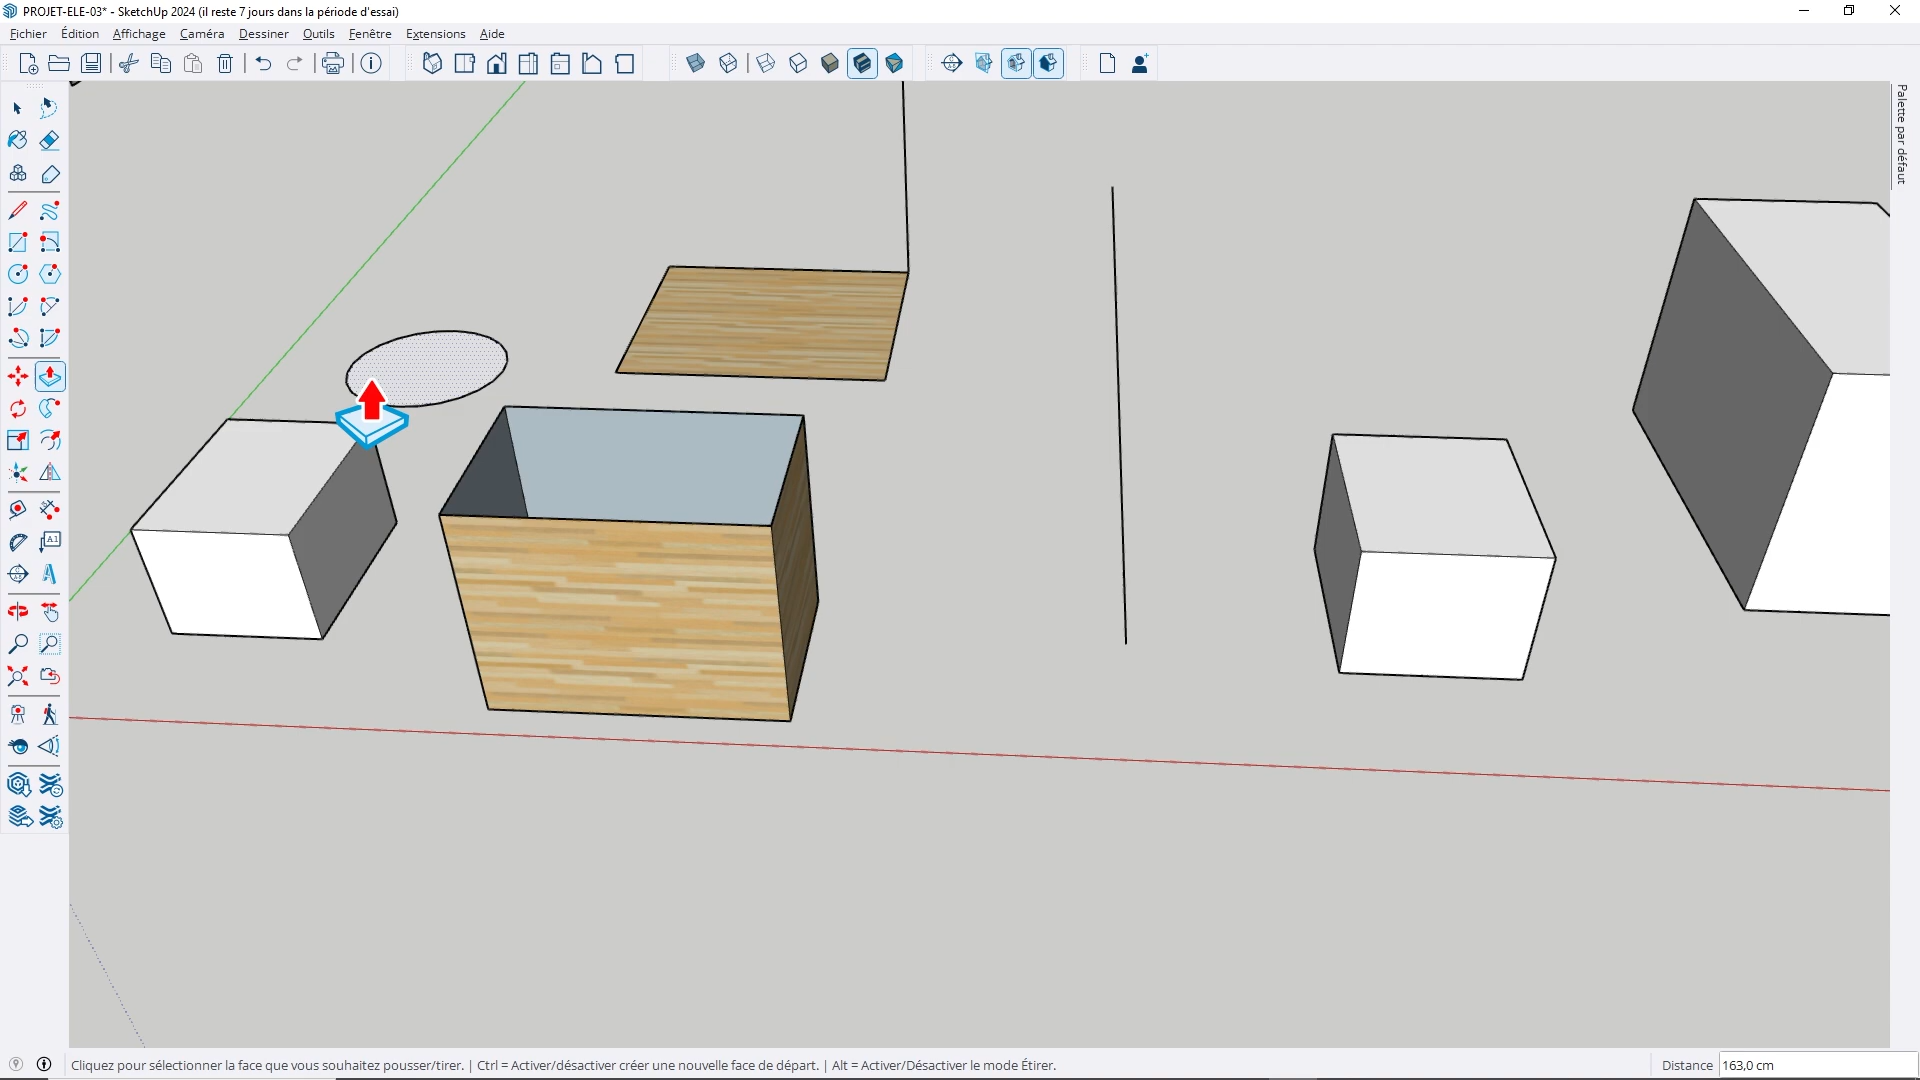 PROJET-ELE-03* - SketchUp 2024 (il reste 7 jours dans la période d'essai)
Fichier Édition Affichage Caméra Dessiner Outils Fenêtre Extensions Aide
Palette par défaut
A1
Cliquez pour sélectionner la face que vous souhaitez pousser/tirer. | Ctrl = Activer/désactiver créer une nouvelle face de départ. | Alt = Activer/Désactiver le mode Étirer.
Distance 163,0 cm